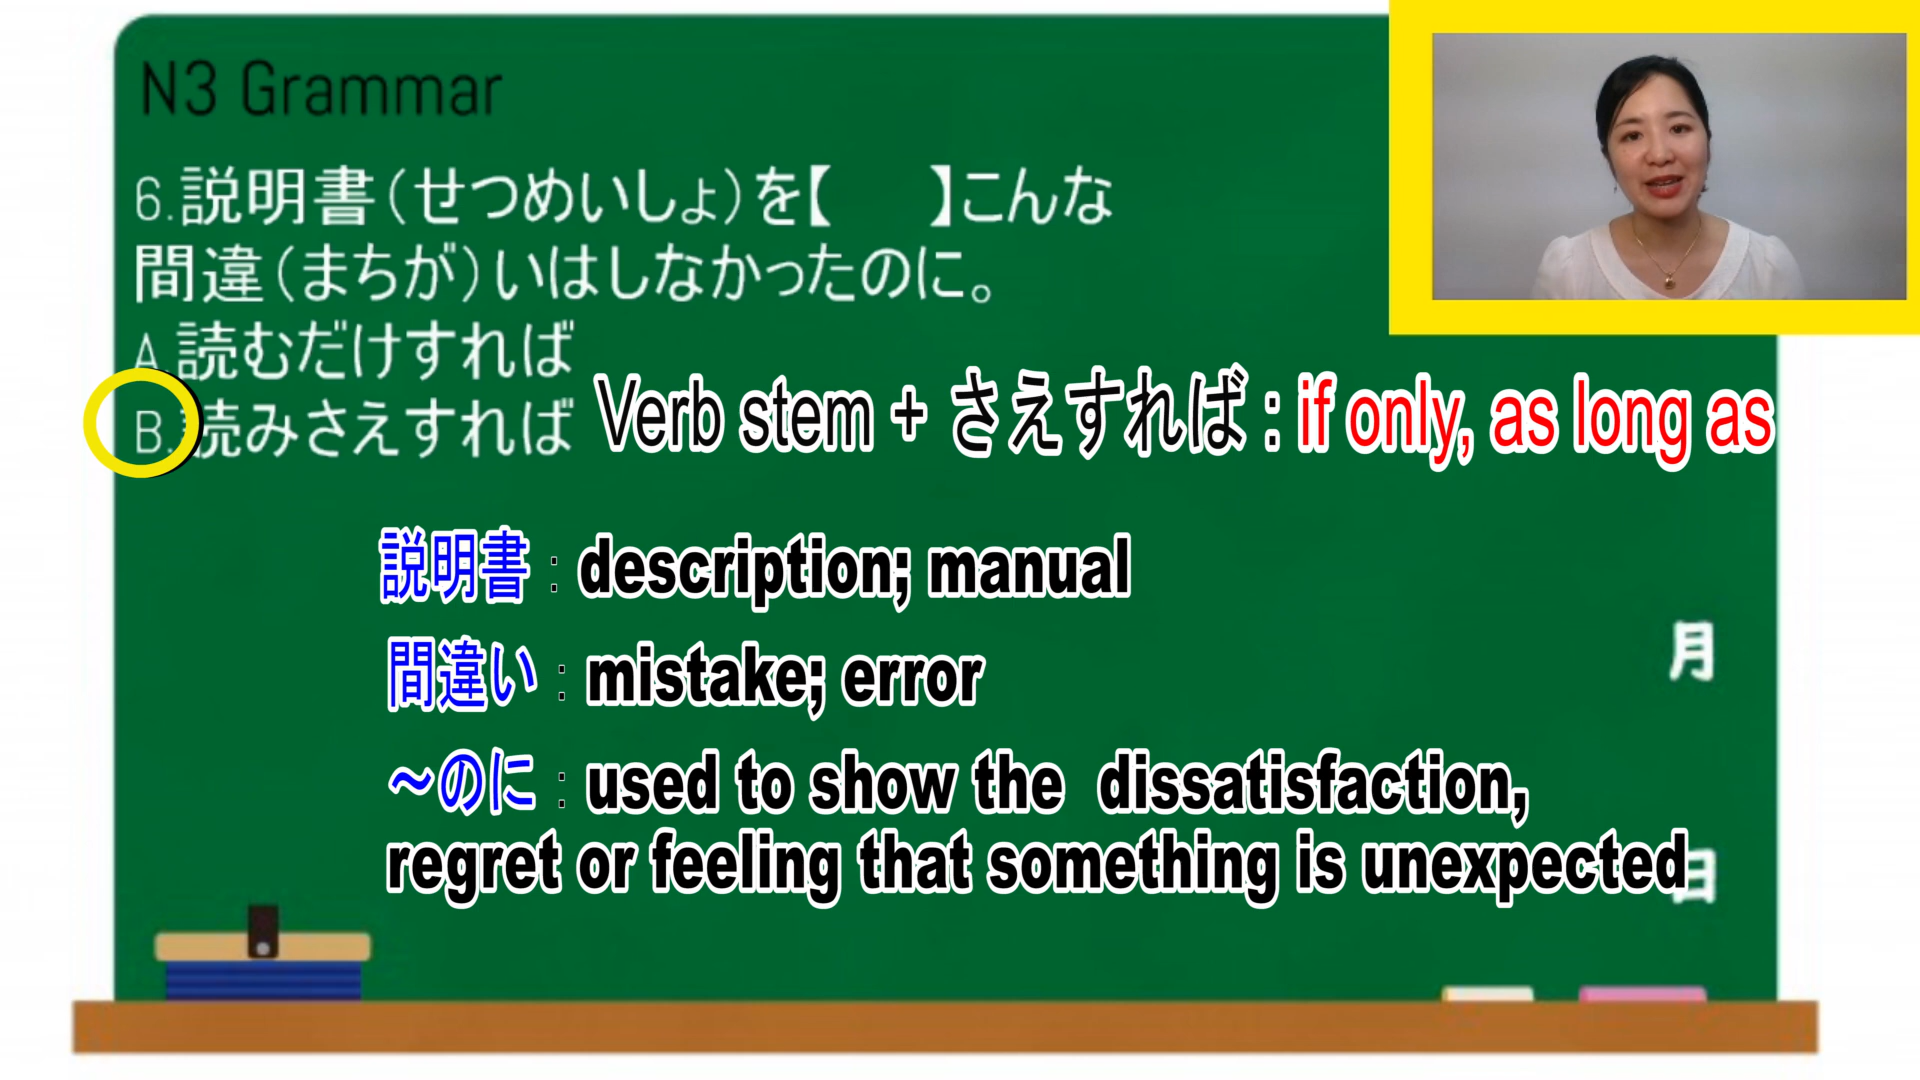 N3 Grammar
6.説明書（せつめいしょ）を【　　】こんな
間違（まちが）いはしなかったのに。
A.読むだけすれば
B.読みさえすれば
Verb stem + さえすれば : if only, as long as
説明書 : description; manual
間違い : mistake; error
～のに : used to show the dissatisfaction,
regret or feeling that something is unexpected
月
日